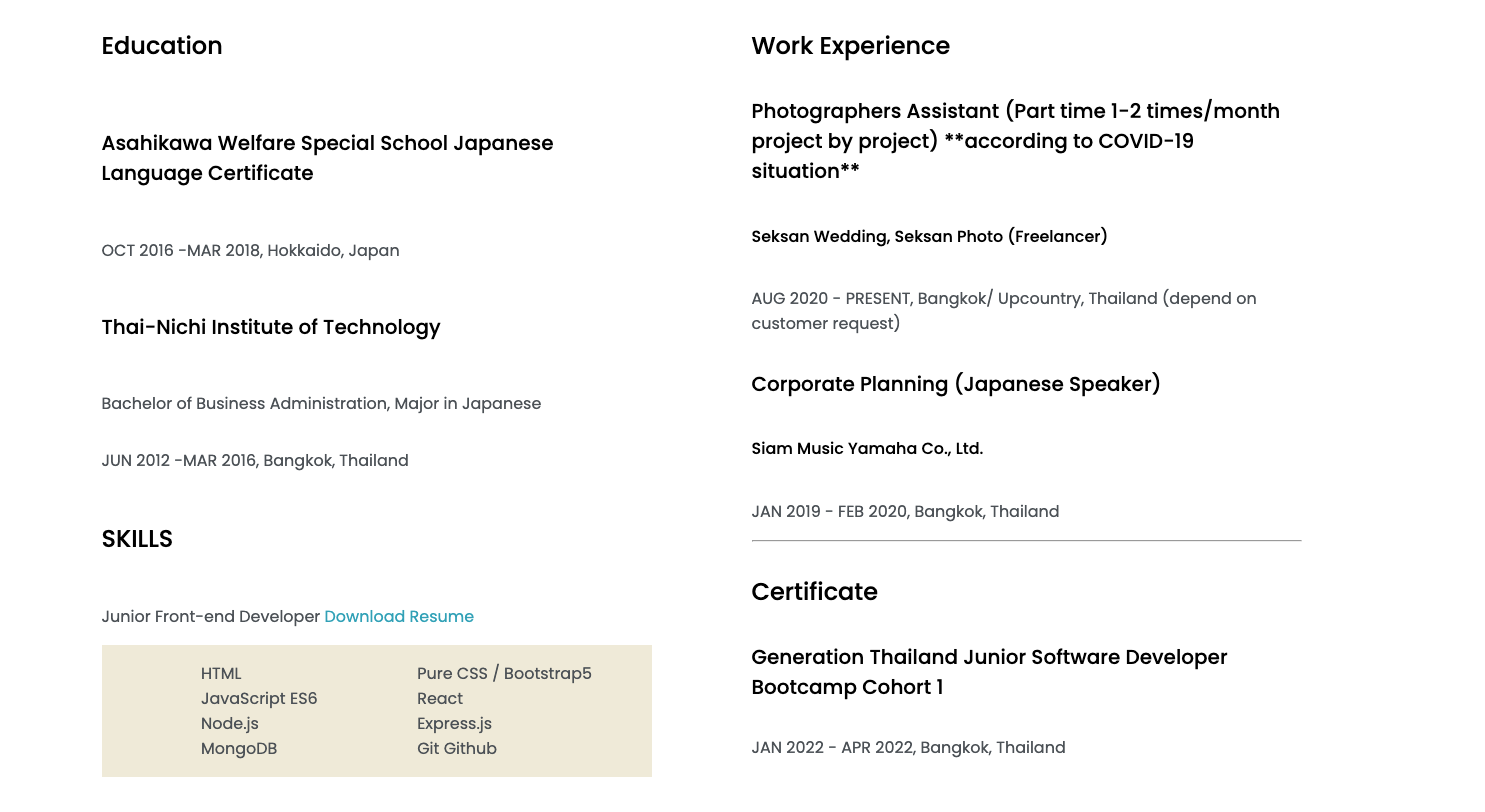 Education
Asahikawa Welfare Special School Japanese
Language Certificate
OCT 2016 -MAR 2018, Hokkaido, Japan
Thai-Nichi Institute of Technology
Bachelor of Business Administration, Major in Japanese
JUN 2012 -MAR 2016, Bangkok, Thailand
SKILLS
Junior Front-end Developer Download Resume
HTML
JavaScript ES6
Node.js
MongoDB
Pure CSS / Bootstrap5
React
Express.js
Git Github
Work Experience
Photographers Assistant (Part time 1-2 times/month
project by project) **according to COVID-19
situation**
Seksan Wedding, Seksan Photo (Freelancer)
AUG 2020 - PRESENT, Bangkok/ Upcountry, Thailand (depend on
customer request)
Corporate Planning (Japanese Speaker)
Siam Music Yamaha Co., Ltd.
JAN 2019 - FEB 2020, Bangkok, Thailand
Certificate
Generation Thailand Junior Software Developer
Bootcamp Cohort 1
JAN 2022 - APR 2022, Bangkok, Thailand